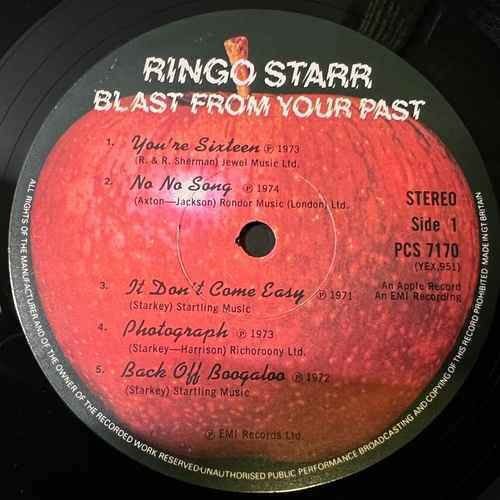 RINGO STARR
BLAST FROM YOUR PAST
1. You're Sixteen ℗ 1973
(R. & R. Sherman) Jewel Music Ltd.
2. No No Song ℗ 1974
(Axton—Jackson) Rondor Music (London) Ltd.
STEREO
Side 1
PCS 7170
(YEX.951)
An Apple Record
An EMI Recording
3. It Don't Come Easy ℗ 1971
(Starkey) Startling Music
4. Photograph ℗ 1973
(Starkey—Harrison) Richoroony Ltd.
5. Back Off Boogaloo ℗ 1972
(Starkey) Startling Music
℗ EMI Records Ltd.
ALL RIGHTS OF THE MANUFACTURER AND OF THE OWNER OF THE RECORDED WORK RESERVED·UNAUTHORISED PUBLIC PERFORMANCE BROADCASTING AND COPYING OF THIS RECORD PROHIBITED MADE IN GT BRITAIN